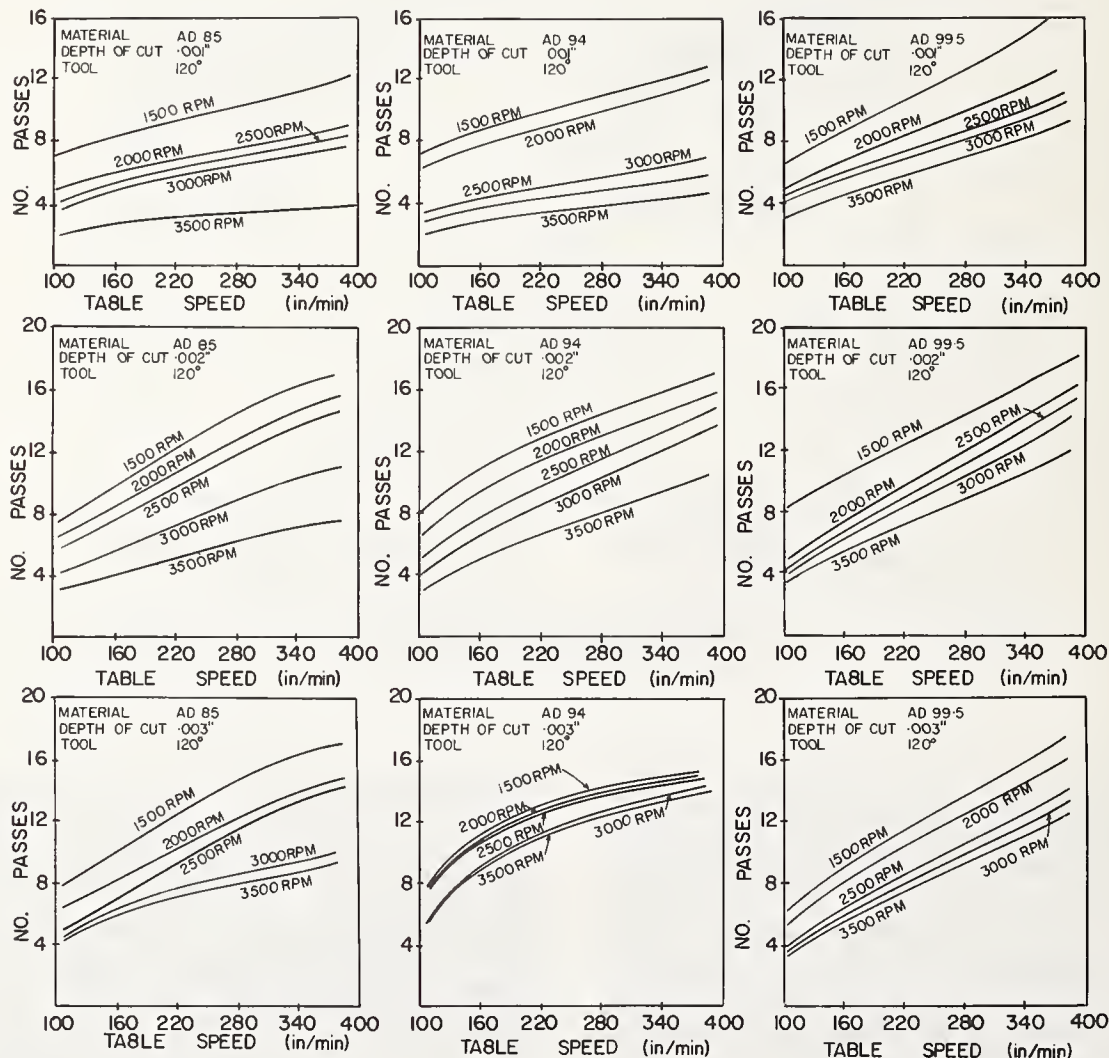 16
12
8
4
NO. PASSES
MATERIAL AD 85
DEPTH OF CUT .001"
TOOL 120°
1500 RPM
2000 RPM
2500 RPM
3000 RPM
3500 RPM
100 160 220 280 340 400
TABLE SPEED (in/min)
MATERIAL AD 94
DEPTH OF CUT 001"
TOOL 120°
1500 RPM
2000 RPM
3000 RPM
2500 RPM
3500 RPM
100 160 220 280 340 400
TABLE SPEED (in/min)
16
12
8
4
NO. PASSES
MATERIAL AD 99.5
DEPTH OF CUT .001"
TOOL 120°
1500 RPM
2000 RPM
2500 RPM
3000 RPM
3500 RPM
100 160 220 280 340 400
TABLE SPEED (in/min)
20
16
12
8
4
NO. PASSES
MATERIAL AD 85
DEPTH OF CUT .002"
TOOL 120°
1500 RPM
2000 RPM
2500 RPM
3000 RPM
3500 RPM
100 160 220 280 340 400
TABLE SPEED (in/min)
MATERIAL AD 94
DEPTH OF CUT .002"
TOOL 120°
1500 RPM
2000 RPM
2500 RPM
3000 RPM
3500 RPM
100 160 220 280 340 400
TABLE SPEED (in/min)
20
16
12
8
4
NO. PASSES
MATERIAL AD 99.5
DEPTH OF CUT .002"
TOOL 120°
1500 RPM
2500 RPM
2000 RPM
3000 RPM
3500 RPM
100 160 220 280 340 400
TABLE SPEED (in/min)
20
16
12
8
4
NO. PASSES
MATERIAL AD 85
DEPTH OF CUT .003"
TOOL 120°
1500 RPM
2000 RPM
2500 RPM
3000 RPM
3500 RPM
100 160 220 280 340 400
TABLE SPEED (in/min)
20
16
12
8
4
MATERIAL AD 94
DEPTH OF CUT .003"
TOOL 120°
1500 RPM
2000 RPM
2500 RPM
3000 RPM
3500 RPM
100 160 220 280 340 400
TABLE SPEED (in/min)
20
16
12
8
4
NO. PASSES
MATERIAL AD 99.5
DEPTH OF CUT .003"
TOOL 120°
1500 RPM
2000 RPM
2500 RPM
3000 RPM
3500 RPM
100 160 220 280 340 400
TABLE SPEED (in/min)